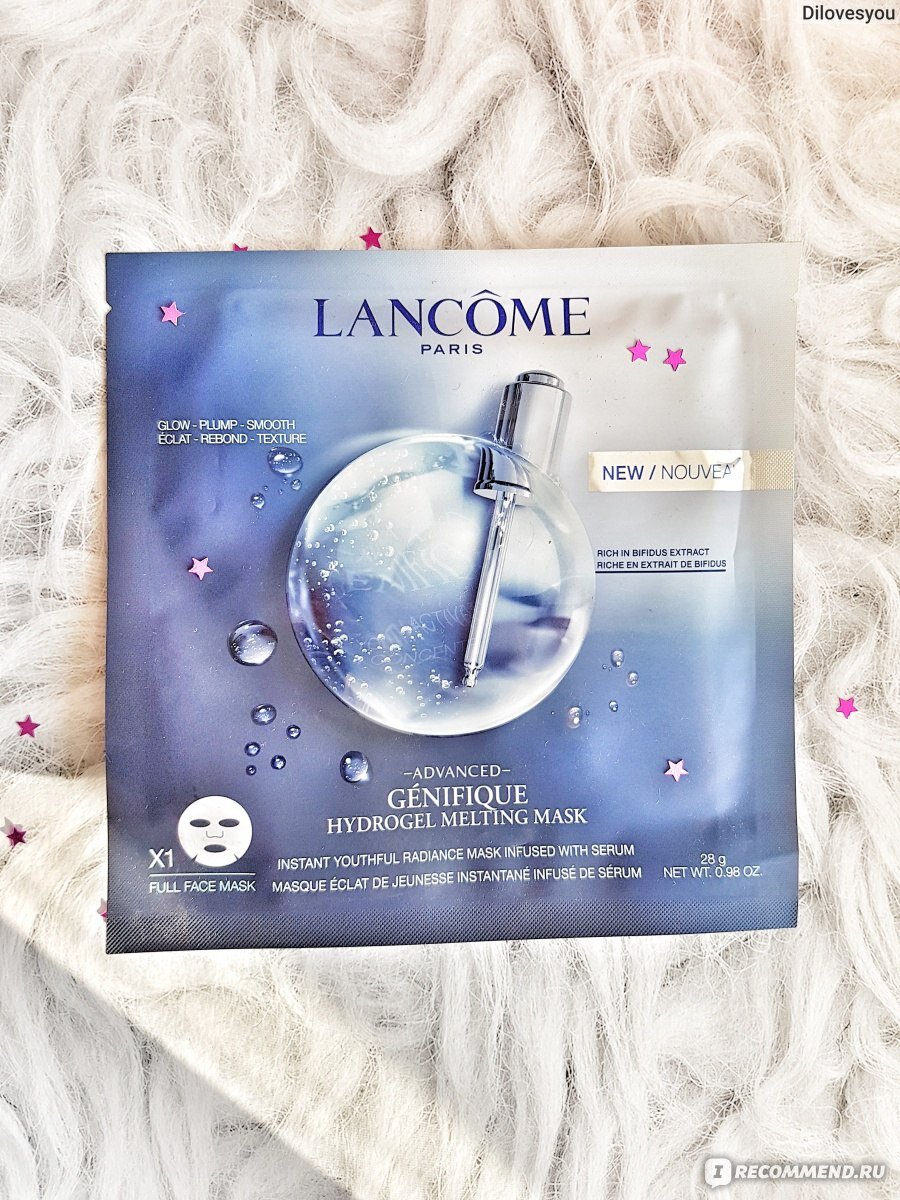 Dilovesyou
LANCÔME
PARIS
GLOW - PLUMP - SMOOTH
ÉCLAT - REBOND - TEXTURE
NEW / NOUVEA
RICH IN BIFIDUS EXTRACT
RICHE EN EXTRAIT DE BIFIDUS
–ADVANCED–
GÉNIFIQUE
HYDROGEL MELTING MASK
X1
FULL FACE MASK
INSTANT YOUTHFUL RADIANCE MASK INFUSED WITH SERUM
MASQUE ÉCLAT DE JEUNESSE INSTANTANÉ INFUSÉ DE SÉRUM
28 g
NET WT. 0.98 OZ.
IRECOMMEND.RU